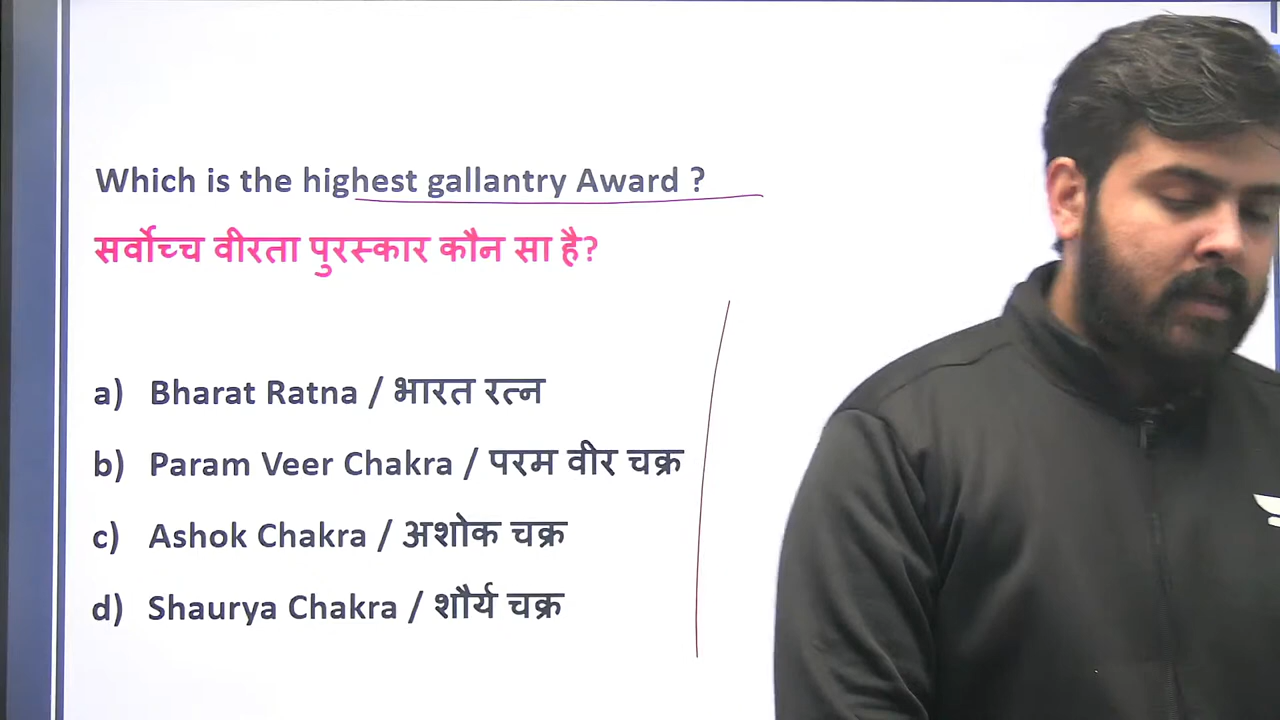 Which is the highest gallantry Award ?
सर्वोच्च वीरता पुरस्कार कौन सा है?
a) Bharat Ratna / भारत रत्न
b) Param Veer Chakra / परम वीर चक्र
c) Ashok Chakra / अशोक चक्र
d) Shaurya Chakra / शौर्य चक्र